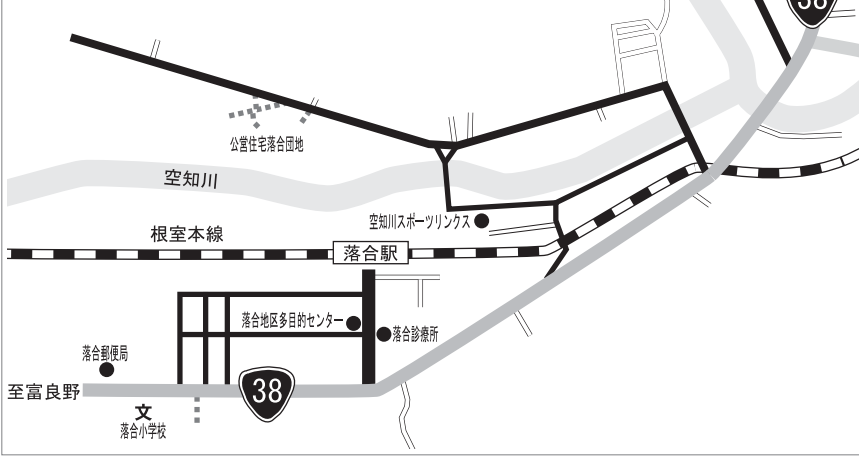 38
公営住宅落合団地
空知川
空知川スポーツリンクス
根室本線
落合駅
落合地区多目的センター
落合診療所
落合郵便局
至富良野
38
文
落合小学校